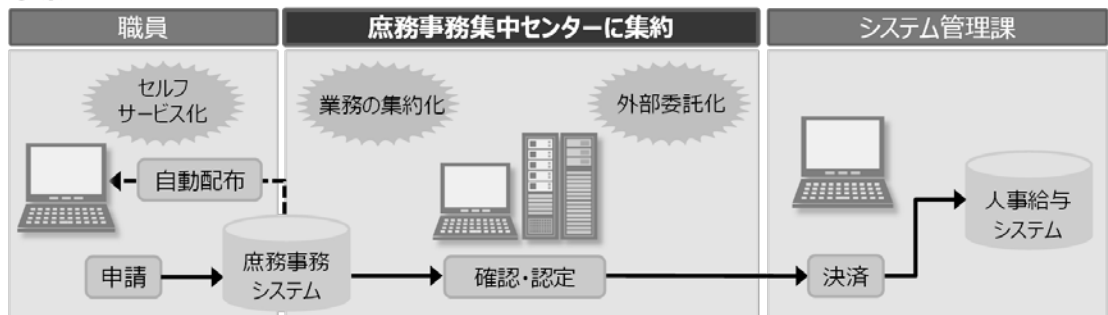 職員
庶務事務集中センターに集約
システム管理課
セルフ
サービス化
業務の集約化
外部委託化
自動配布
人事給与
システム
申請
庶務事務
システム
確認・認定
決済